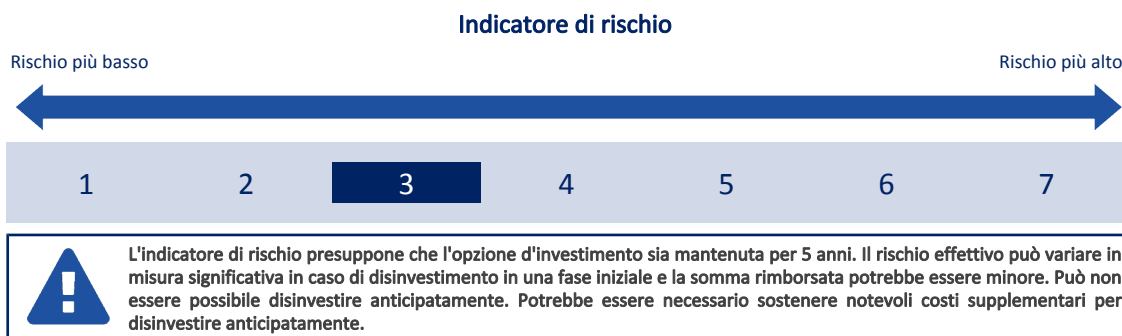 Indicatore di rischio
Rischio più basso
Rischio più alto
1 2 3 4 5 6 7
L'indicatore di rischio presuppone che l'opzione d'investimento sia mantenuta per 5 anni. Il rischio effettivo può variare in
misura significativa in caso di disinvestimento in una fase iniziale e la somma rimborsata potrebbe essere minore. Può non
essere possibile disinvestire anticipatamente. Potrebbe essere necessario sostenere notevoli costi supplementari per
disinvestire anticipatamente.